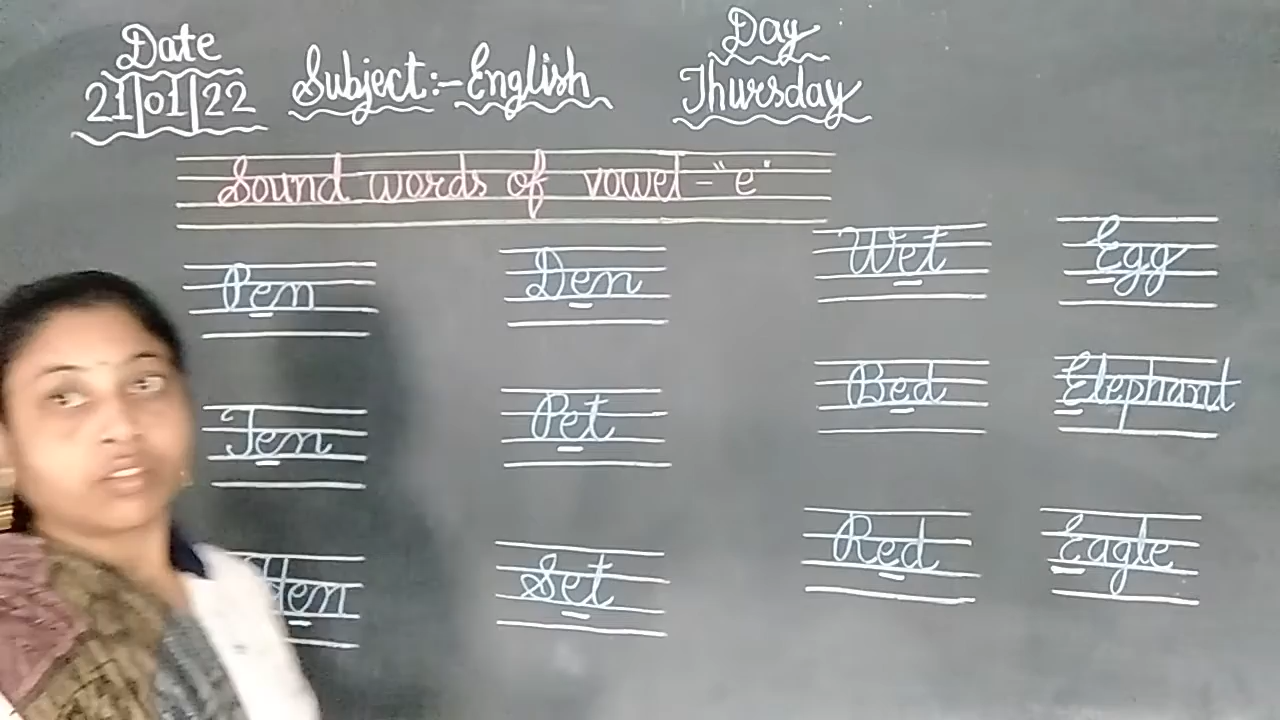 Date
21|01|22
Subject:- English
Day
Thursday
Sound words of vowel - "e"
Pen Den Wet Egg
Ten Pet Bed Elephant
Hen Set Red Eagle